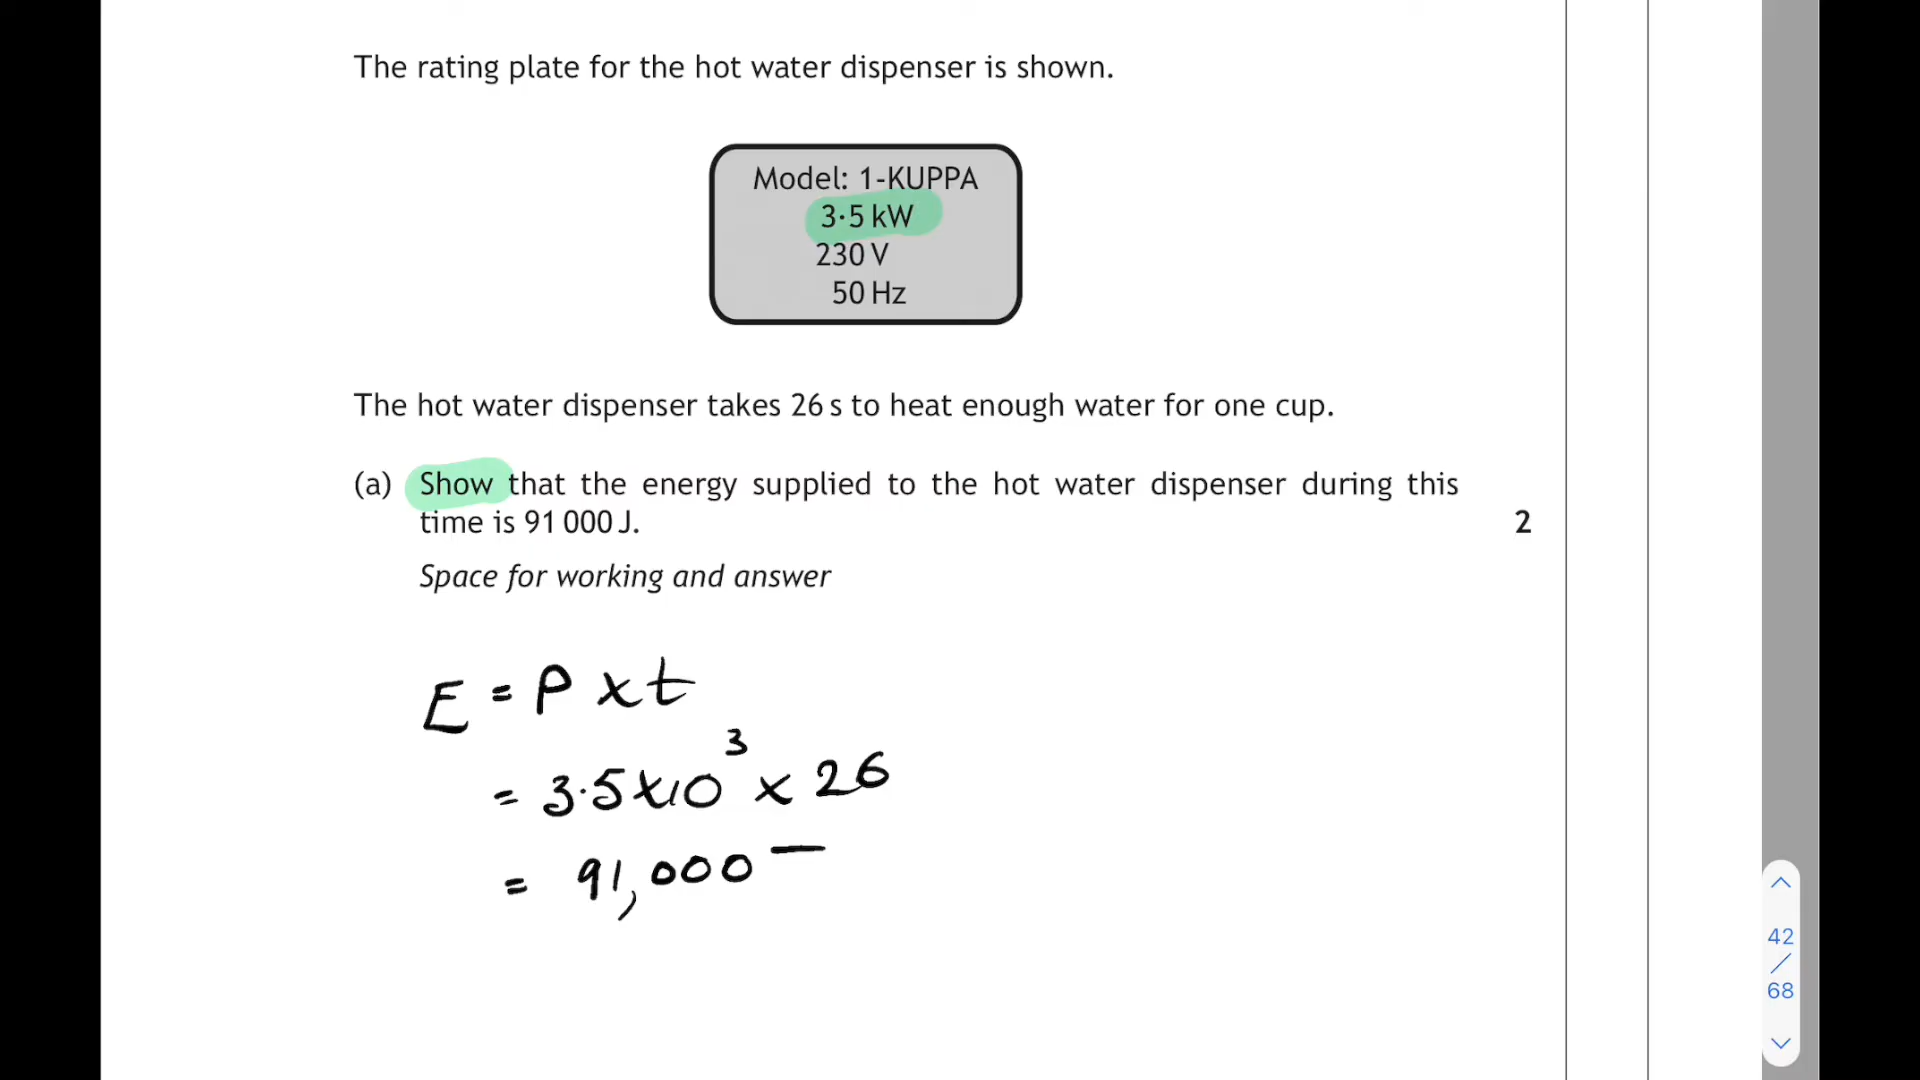 The rating plate for the hot water dispenser is shown.
Model: 1-KUPPA
3·5 kW
230 V
50 Hz
The hot water dispenser takes 26 s to heat enough water for one cup.
(a) Show that the energy supplied to the hot water dispenser during this
time is 91 000 J. 2
Space for working and answer
E = P x t
= 3·5 x10³ x 26
= 91,000
42
/
68